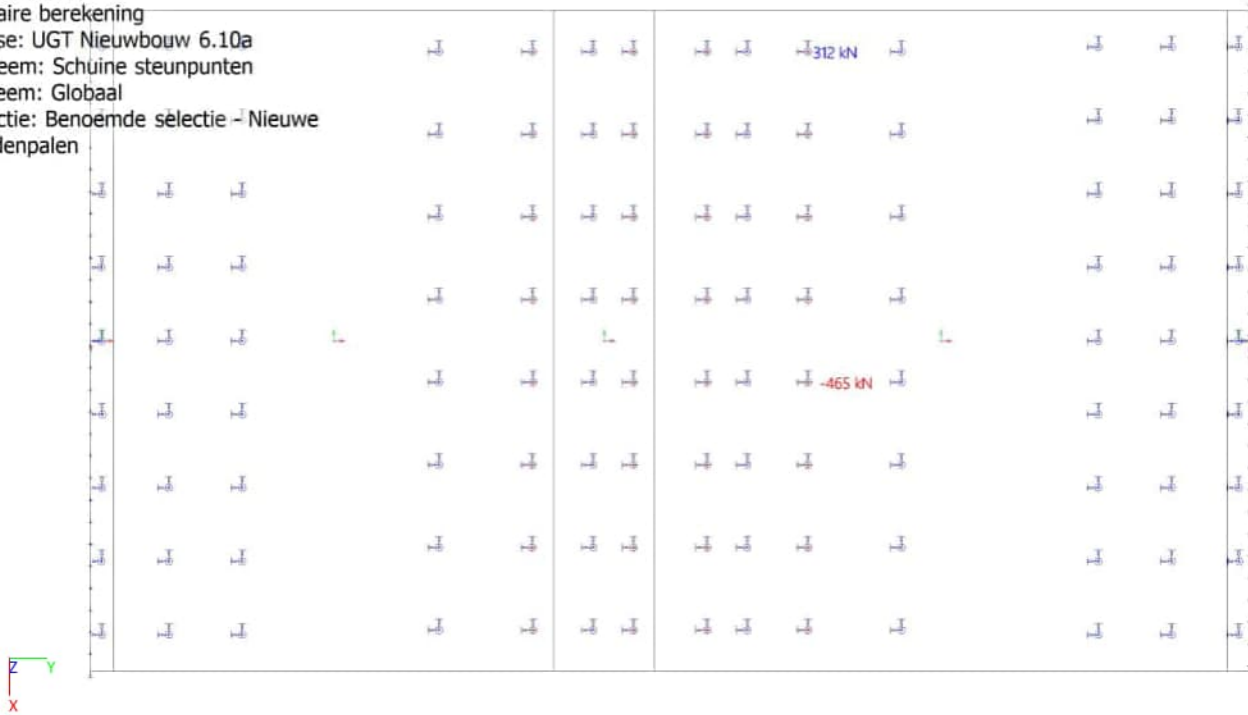 aire berekening
se: UGT Nieuwbouw 6.10a
eem: Schuine steunpunten
eem: Globaal
ctie: Benoemde selectie - Nieuwe
denpalen
312 kN
-465 kN
Z Y
X